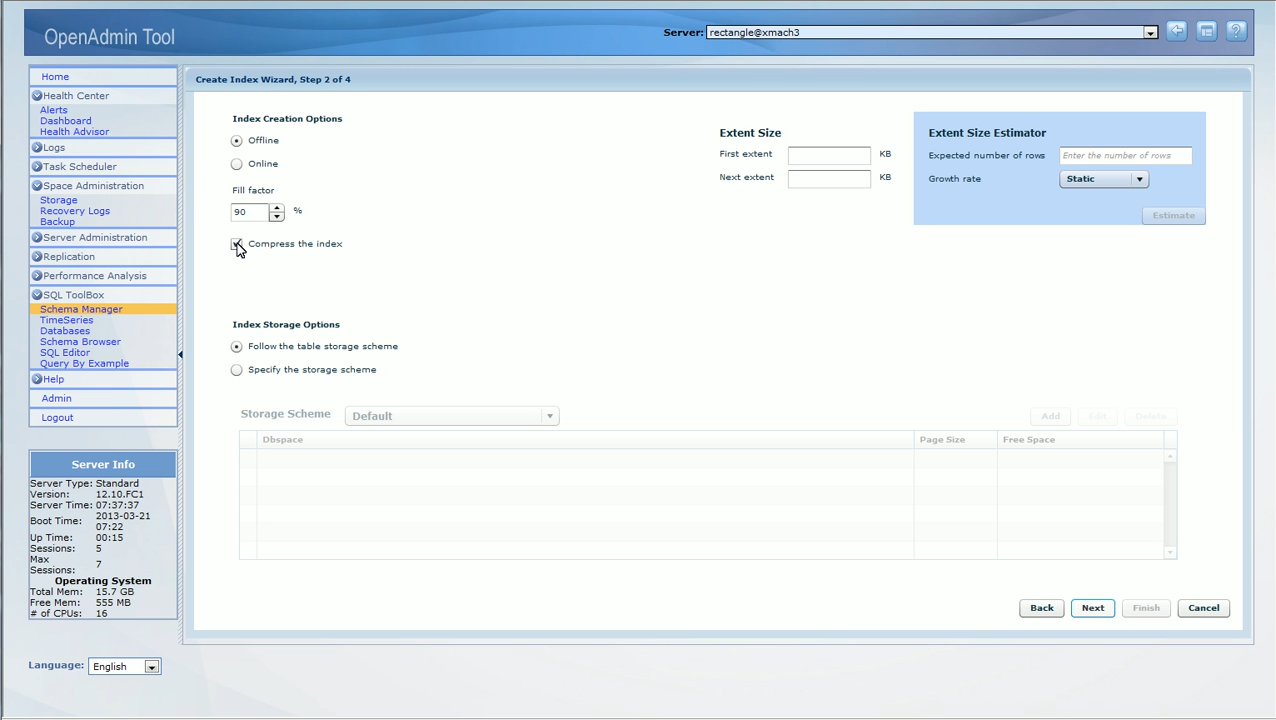 OpenAdmin Tool
Server: rectangle@xmach3
Home
Health Center
Alerts
Dashboard
Health Advisor
Logs
Task Scheduler
Space Administration
Storage
Recovery Logs
Backup
Server Administration
Replication
Performance Analysis
SQL ToolBox
Schema Manager
TimeSeries
Databases
Schema Browser
SQL Editor
Query By Example
Help
Admin
Logout
Server Info
Server Type: Standard
Version: 12.10.FC1
Server Time: 07:37:37
Boot Time: 2013-03-21 07:22
Up Time: 00:15
Sessions: 5
Max Sessions: 7
Operating System
Total Mem: 15.7 GB
Free Mem: 555 MB
# of CPUs: 16
Language: English
Create Index Wizard, Step 2 of 4
Index Creation Options
Offline
Online
Fill factor
90 %
Compress the index
Extent Size
First extent KB
Next extent KB
Extent Size Estimator
Expected number of rows Enter the number of rows
Growth rate Static
Estimate
Index Storage Options
Follow the table storage scheme
Specify the storage scheme
Storage Scheme Default Add Edit Delete
Dbspace Page Size Free Space
Back Next Finish Cancel